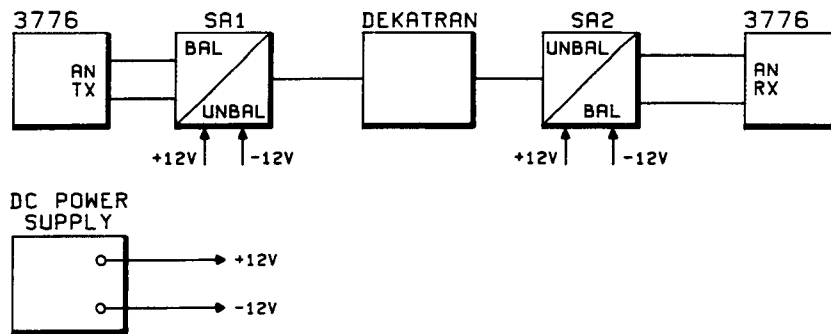 3776 SA1 DEKATRAN SA2 3776
AN
TX
BAL
UNBAL
UNBAL
BAL
AN
RX
+12V -12V +12V -12V
DC POWER
SUPPLY
+12V
-12V